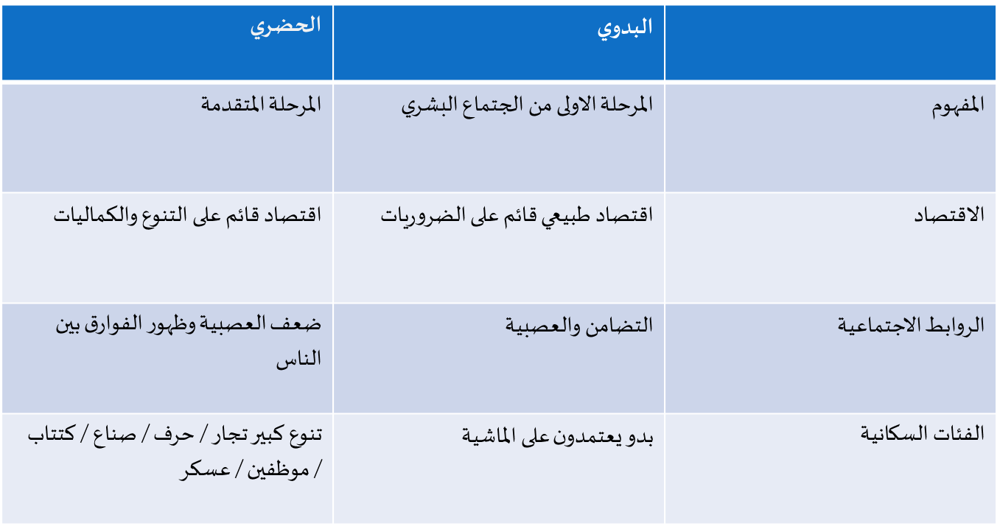 البدوي
الحضري
المفهوم
المرحلة الاولى من الجتماع البشري
المرحلة المتقدمة
الاقتصاد
اقتصاد طبيعي قائم على الضروريات
اقتصاد قائم على التنوع والكماليات
الروابط الاجتماعية
التضامن والعصبية
ضعف العصبية وظهور الفوارق بين
الناس
الفئات السكانية
بدو يعتمدون على الماشية
تنوع كبير تجار / حرف / صناع / كتتاب
/ موظفين / عسكر